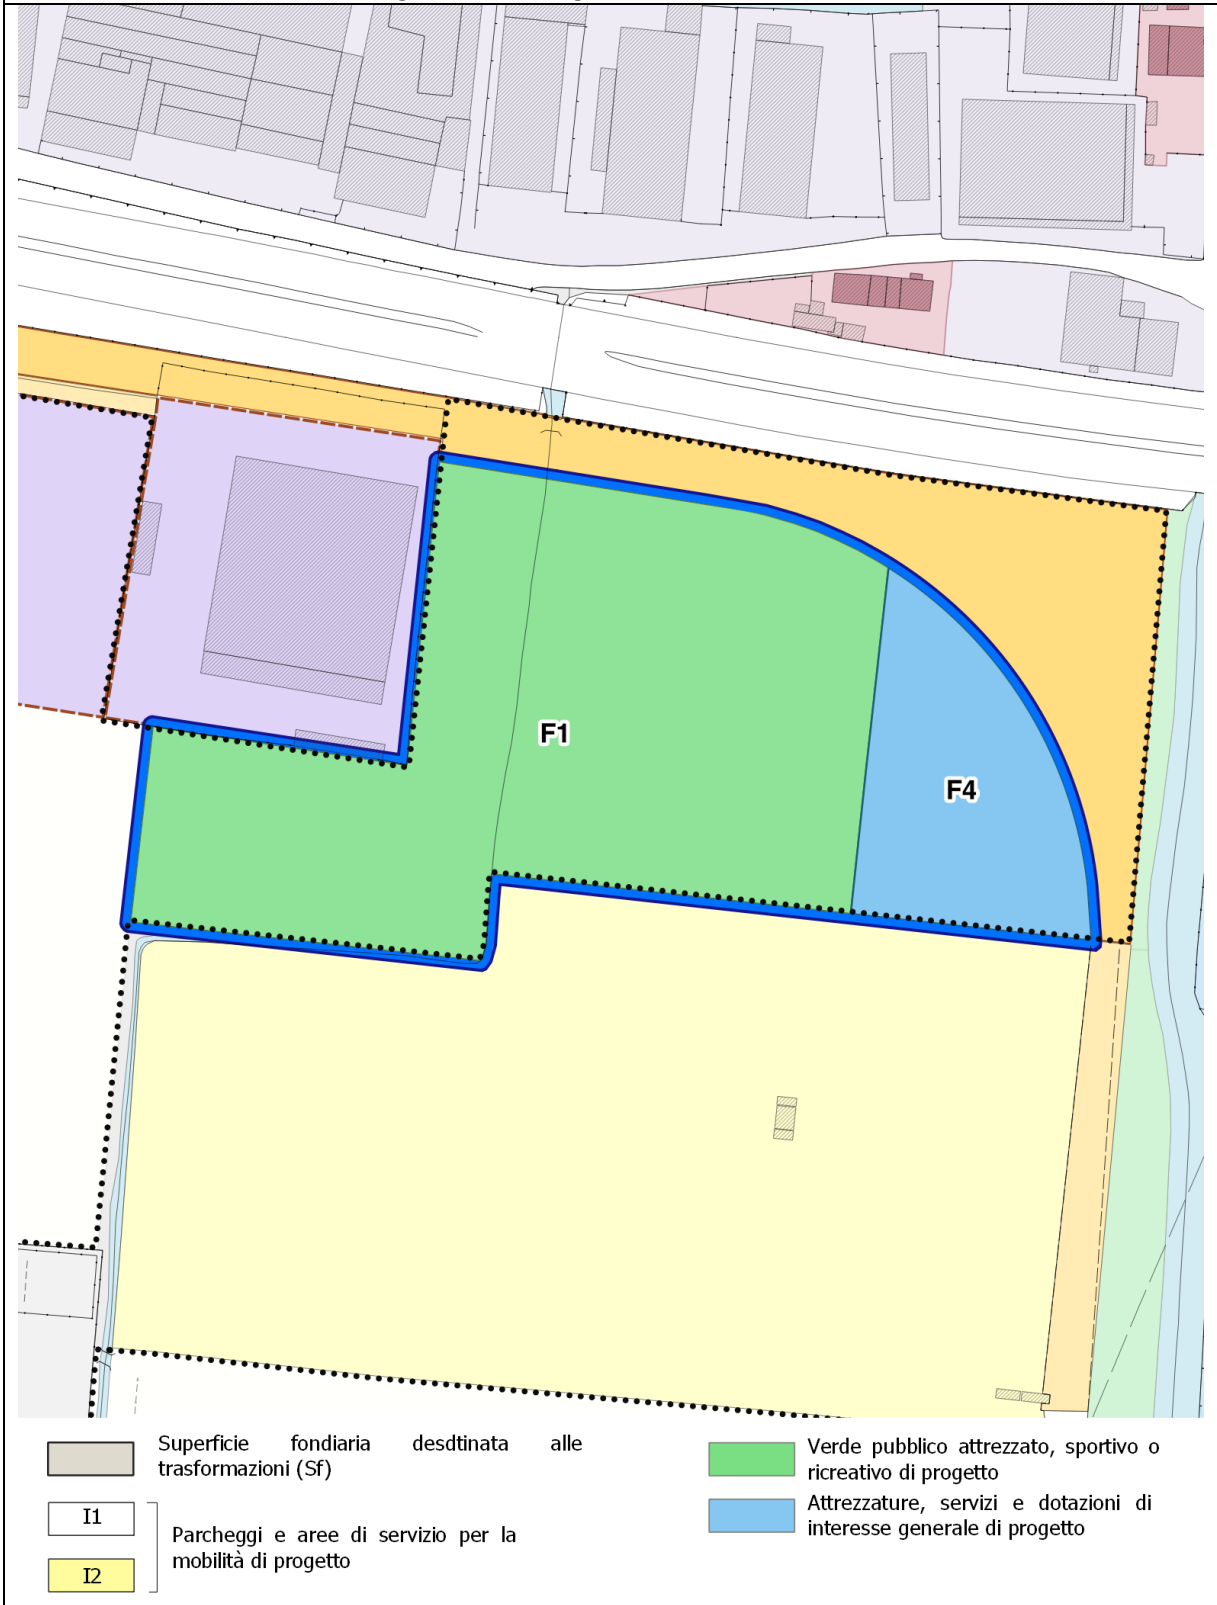 F1
F4
Superficie fondiaria desdtinata alle
trasformazioni (Sf)
I1
I2
Parcheggi e aree di servizio per la
mobilità di progetto
Verde pubblico attrezzato, sportivo o
ricreativo di progetto
Attrezzature, servizi e dotazioni di
interesse generale di progetto